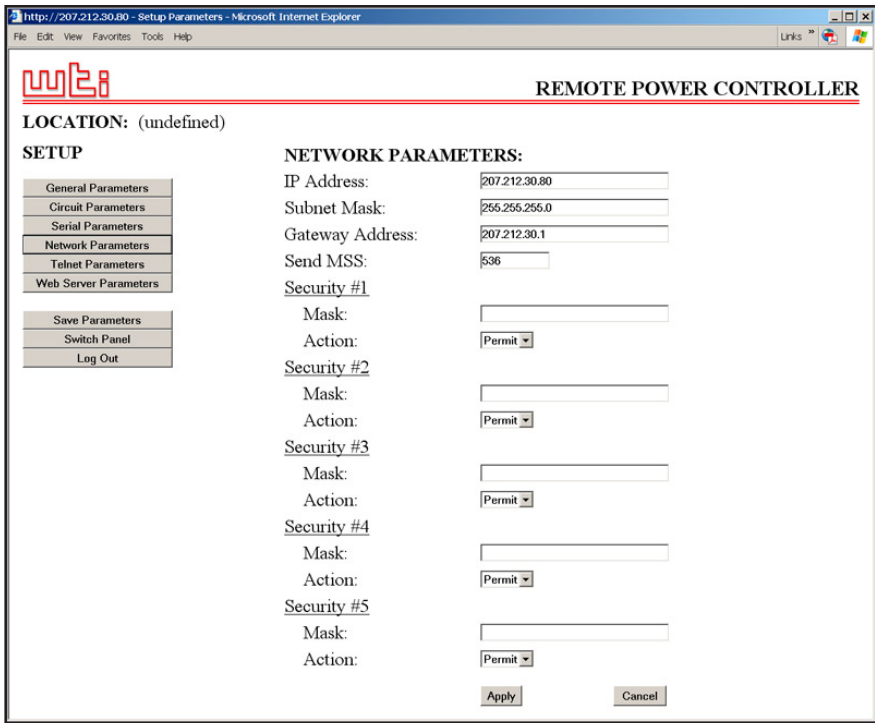 http://207.212.30.80 - Setup Parameters - Microsoft Internet Explorer
File Edit View Favorites Tools Help
Links »
wti
REMOTE POWER CONTROLLER
LOCATION: (undefined)
SETUP
General Parameters
Circuit Parameters
Serial Parameters
Network Parameters
Telnet Parameters
Web Server Parameters
Save Parameters
Switch Panel
Log Out
NETWORK PARAMETERS:
IP Address: 207.212.30.80
Subnet Mask: 255.255.255.0
Gateway Address: 207.212.30.1
Send MSS: 536
Security #1
Mask:
Action: Permit
Security #2
Mask:
Action: Permit
Security #3
Mask:
Action: Permit
Security #4
Mask:
Action: Permit
Security #5
Mask:
Action: Permit
Apply Cancel